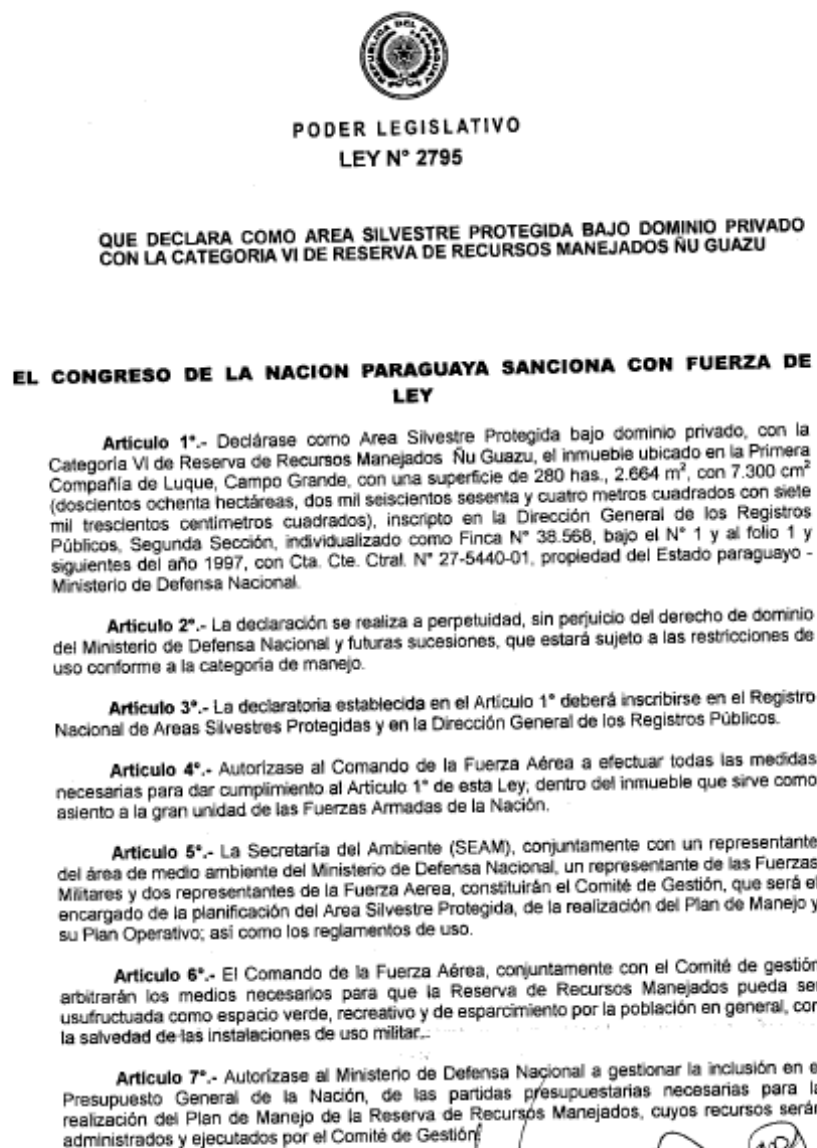 REPUBLICA DEL PARAGUAY
PODER LEGISLATIVO
LEY N° 2795
QUE DECLARA COMO AREA SILVESTRE PROTEGIDA BAJO DOMINIO PRIVADO
CON LA CATEGORIA VI DE RESERVA DE RECURSOS MANEJADOS ÑU GUAZU
EL CONGRESO DE LA NACION PARAGUAYA SANCIONA CON FUERZA DE
LEY
Artículo 1°.- Declárase como Area Silvestre Protegida bajo dominio privado, con la
Categoría VI de Reserva de Recursos Manejados Ñu Guazu, el inmueble ubicado en la Primera
Compañía de Luque, Campo Grande, con una superficie de 280 has., 2.664 m², con 7.300 cm²
(doscientos ochenta hectáreas, dos mil seiscientos sesenta y cuatro metros cuadrados con siete
mil trescientos centímetros cuadrados), inscripto en la Dirección General de los Registros
Públicos, Segunda Sección, individualizado como Finca N° 38.568, bajo el N° 1 y al folio 1 y
siguientes del año 1997, con Cta. Cte. Ctral. N° 27-5440-01, propiedad del Estado paraguayo -
Ministerio de Defensa Nacional.
Artículo 2°.- La declaración se realiza a perpetuidad, sin perjuicio del derecho de dominio
del Ministerio de Defensa Nacional y futuras sucesiones, que estará sujeto a las restricciones de
uso conforme a la categoría de manejo.
Artículo 3°.- La declaratoria establecida en el Artículo 1° deberá inscribirse en el Registro
Nacional de Areas Silvestres Protegidas y en la Dirección General de los Registros Públicos.
Artículo 4°.- Autorízase al Comando de la Fuerza Aérea a efectuar todas las medidas
necesarias para dar cumplimiento al Artículo 1° de esta Ley, dentro del inmueble que sirve como
asiento a la gran unidad de las Fuerzas Armadas de la Nación.
Artículo 5°.- La Secretaría del Ambiente (SEAM), conjuntamente con un representante
del área de medio ambiente del Ministerio de Defensa Nacional, un representante de las Fuerzas
Militares y dos representantes de la Fuerza Aerea, constituirán el Comité de Gestión, que será el
encargado de la planificación del Area Silvestre Protegida, de la realización del Plan de Manejo y
su Plan Operativo; así como los reglamentos de uso.
Artículo 6°.- El Comando de la Fuerza Aérea, conjuntamente con el Comité de gestión
arbitrarán los medios necesarios para que la Reserva de Recursos Manejados pueda ser
usufructuada como espacio verde, recreativo y de esparcimiento por la población en general, con
la salvedad de las instalaciones de uso militar.
Artículo 7°.- Autorízase al Ministerio de Defensa Nacional a gestionar la inclusión en el
Presupuesto General de la Nación, de las partidas presupuestarias necesarias para la
realización del Plan de Manejo de la Reserva de Recursos Manejados, cuyos recursos serán
administrados y ejecutados por el Comité de Gestión